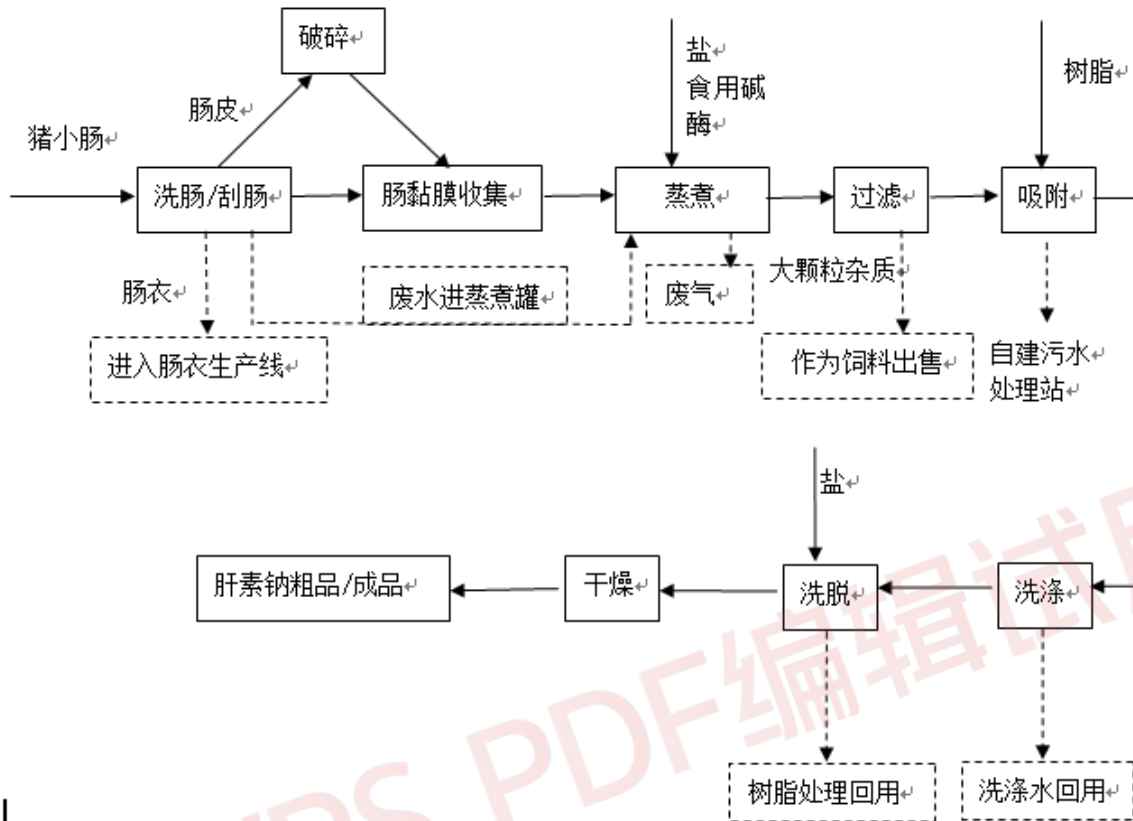 破碎
盐
食用碱
酶
树脂
肠皮
猪小肠
洗肠/刮肠
肠黏膜收集
蒸煮
过滤
吸附
肠衣
废水进蒸煮罐
废气
大颗粒杂质
进入肠衣生产线
作为饲料出售
自建污水
处理站
盐
肝素钠粗品/成品
干燥
洗脱
洗涤
树脂处理回用
洗涤水回用
PDF编辑试